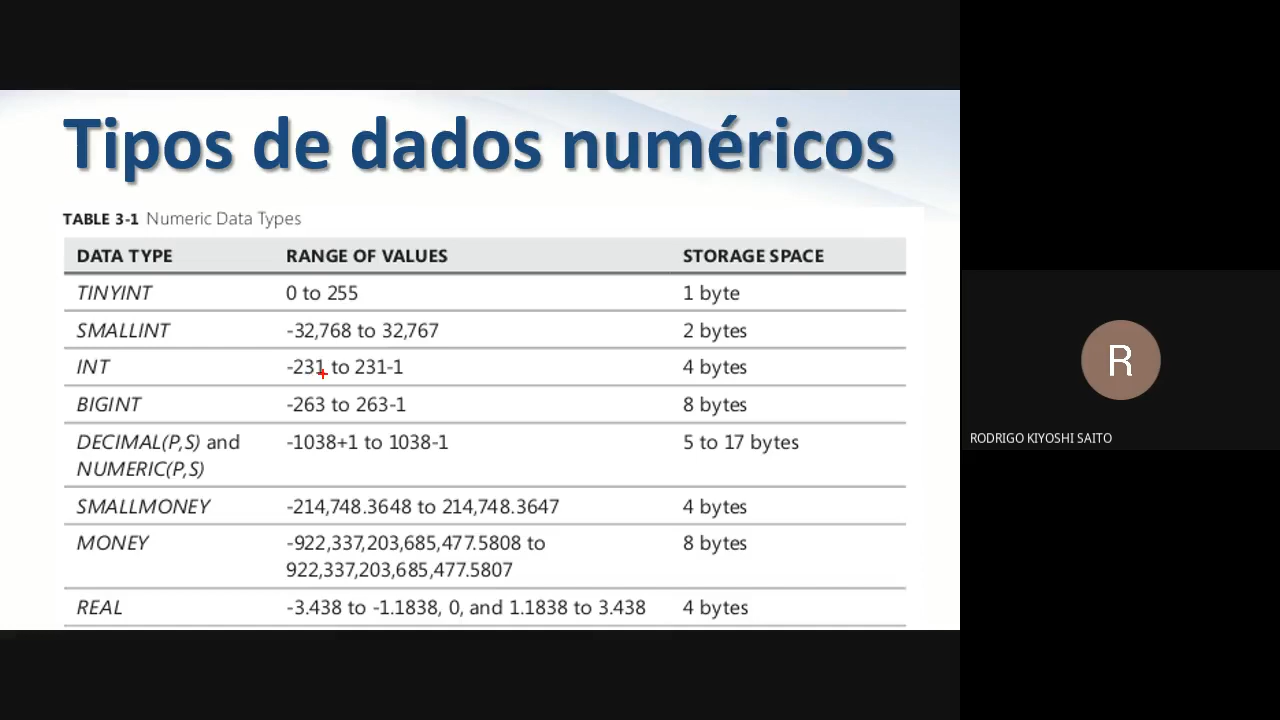 Tipos de dados numéricos
TABLE 3-1 Numeric Data Types
DATA TYPE RANGE OF VALUES STORAGE SPACE
TINYINT 0 to 255 1 byte
SMALLINT -32,768 to 32,767 2 bytes
INT -231 to 231-1 4 bytes
BIGINT -263 to 263-1 8 bytes
DECIMAL(P,S) and -1038+1 to 1038-1 5 to 17 bytes
NUMERIC(P,S)
SMALLMONEY -214,748.3648 to 214,748.3647 4 bytes
MONEY -922,337,203,685,477.5808 to 8 bytes
922,337,203,685,477.5807
REAL -3.438 to -1.1838, 0, and 1.1838 to 3.438 4 bytes
R
RODRIGO KIYOSHI SAITO